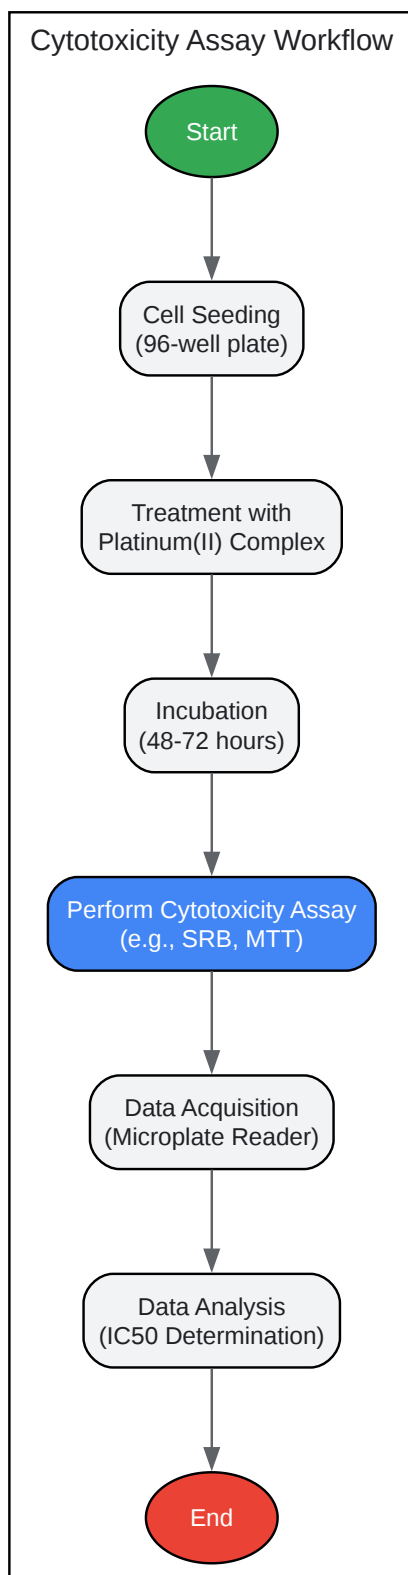 Cytotoxicity Assay Workflow
Start
Cell Seeding
(96-well plate)
Treatment with
Platinum(II) Complex
Incubation
(48-72 hours)
Perform Cytotoxicity Assay
(e.g., SRB, MTT)
Data Acquisition
(Microplate Reader)
Data Analysis
(IC50 Determination)
End